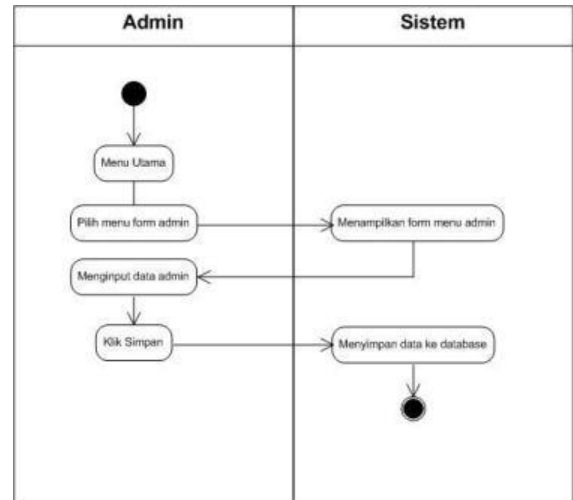 Admin
Sistem
Menu Utama
Pilih menu form admin
Menampilkan form menu admin
Menginput data admin
Klik Simpan
Menyimpan data ke database